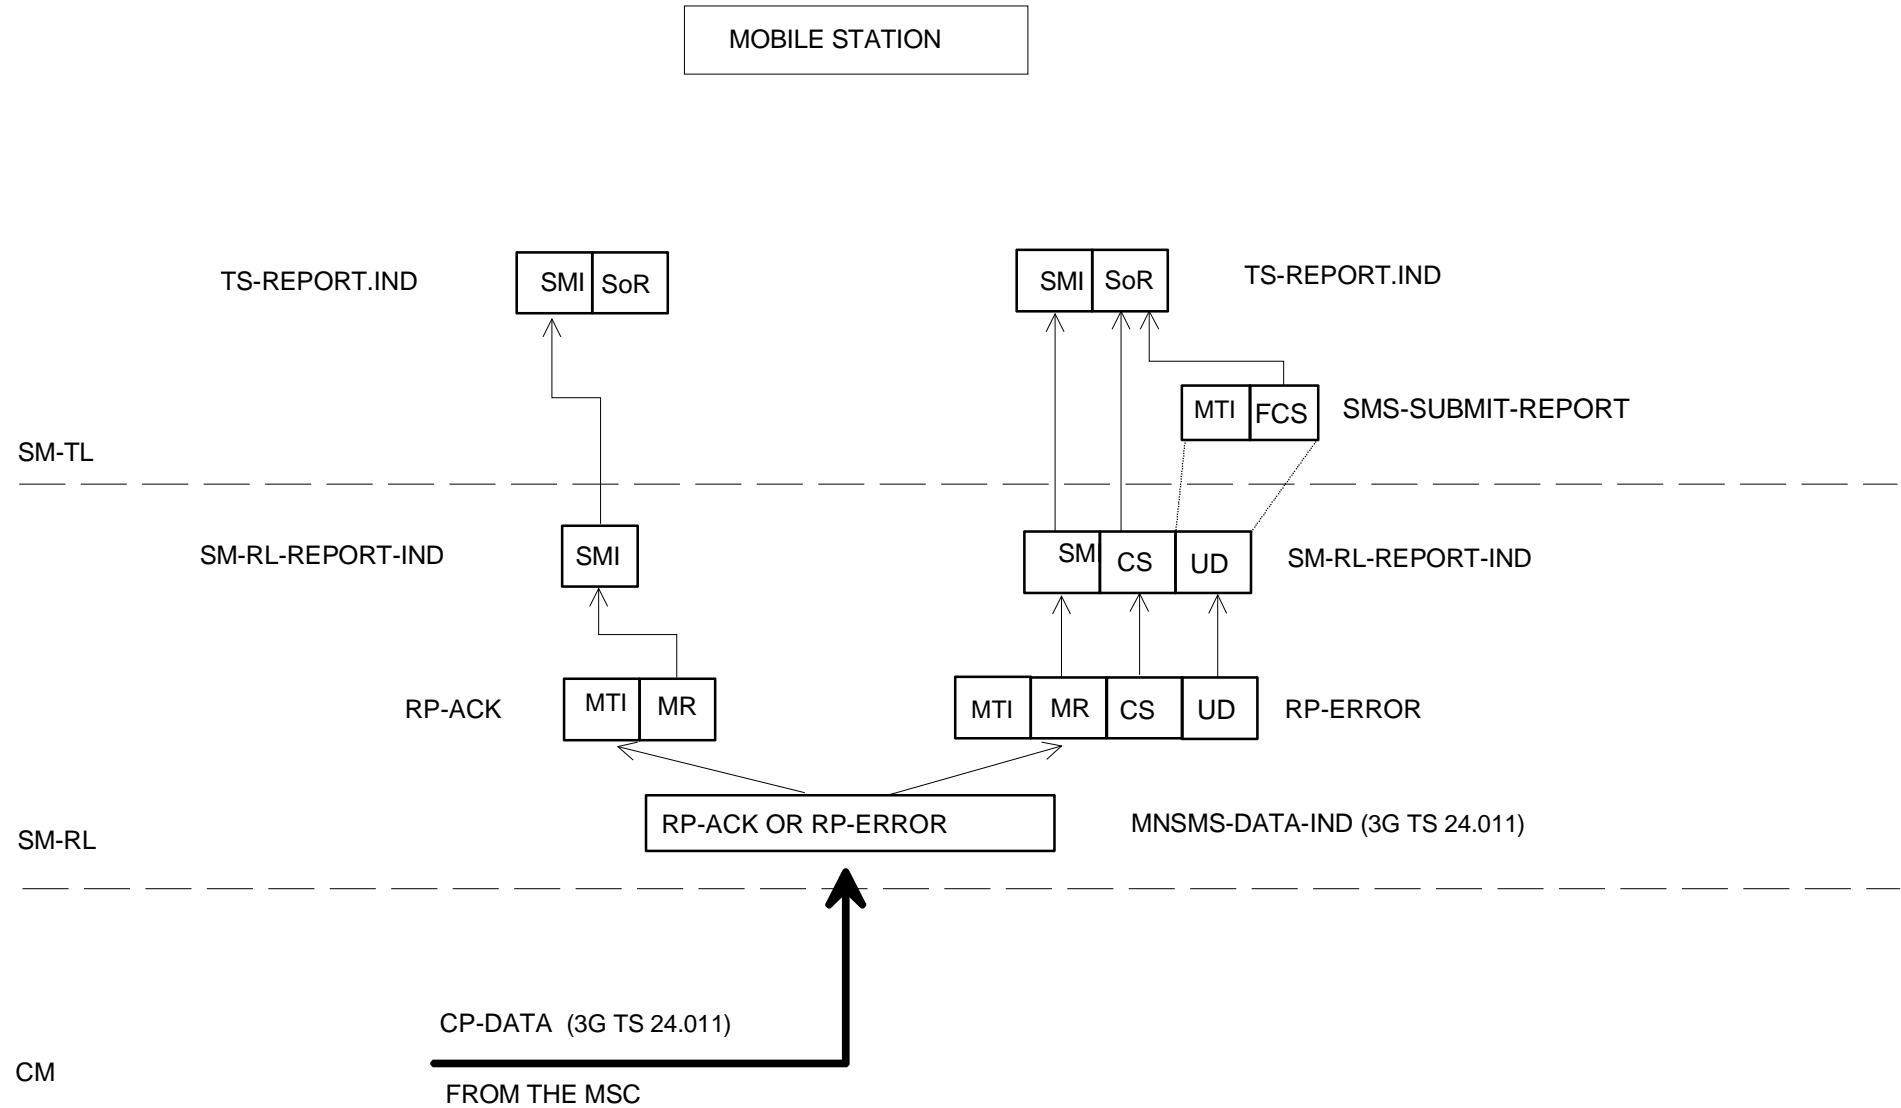 MOBILE STATION
TS-REPORT.IND SMI SoR SMI SoR TS-REPORT.IND
MTI FCS SMS-SUBMIT-REPORT
SM-TL
SM-RL-REPORT-IND SMI SMI CS UD SM-RL-REPORT-IND
RP-ACK MTI MR MTI MR CS UD RP-ERROR
RP-ACK OR RP-ERROR MNSMS-DATA-IND (3G TS 24.011)
SM-RL
CP-DATA (3G TS 24.011)
CM
FROM THE MSC